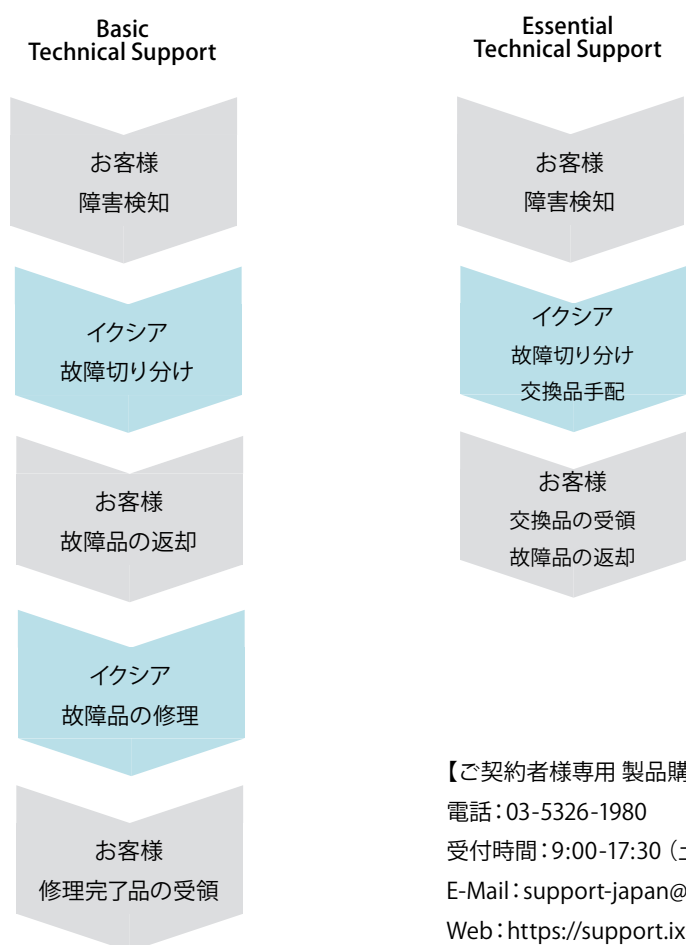 Basic
Technical Support
お客様
障害検知
イクシア
故障切り分け
お客様
故障品の返却
イクシア
故障品の修理
お客様
修理完了品の受領
Essential
Technical Support
お客様
障害検知
イクシア
故障切り分け
交換品手配
お客様
交換品の受領
故障品の返却
【ご契約者様専用 製品購
電話：03-5326-1980
受付時間：9:00-17:30（土
E-Mail：support-japan@
Web：https://support.ix